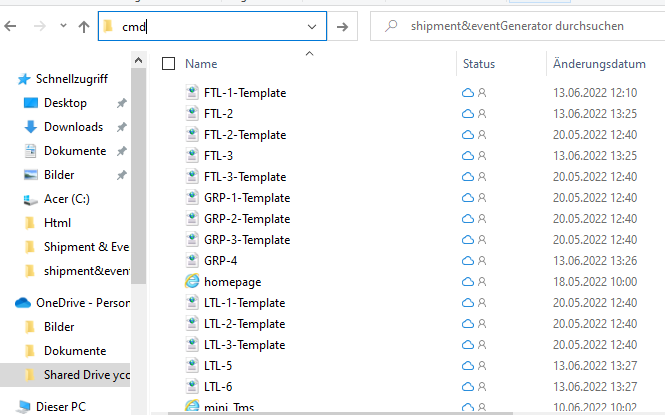 cmd
shipment&eventGenerator durchsuchen
Schnellzugriff
Desktop
Downloads
Dokumente
Bilder
Acer (C:)
Html
Shipment & Eve
shipment&event
OneDrive - Person
Bilder
Dokumente
Shared Drive ycc
Dieser PC
Name Status Änderungsdatum
FTL-1-Template 13.06.2022 12:10
FTL-2 13.06.2022 13:25
FTL-2-Template 20.05.2022 12:40
FTL-3 13.06.2022 13:25
FTL-3-Template 20.05.2022 12:40
GRP-1-Template 20.05.2022 12:40
GRP-2-Template 20.05.2022 12:40
GRP-3-Template 20.05.2022 12:40
GRP-4 13.06.2022 13:26
homepage 18.05.2022 10:00
LTL-1-Template 20.05.2022 12:40
LTL-2-Template 20.05.2022 12:40
LTL-3-Template 20.05.2022 12:40
LTL-5 13.06.2022 13:27
LTL-6 13.06.2022 13:27
mini_Tms 10.06.2022 10:02